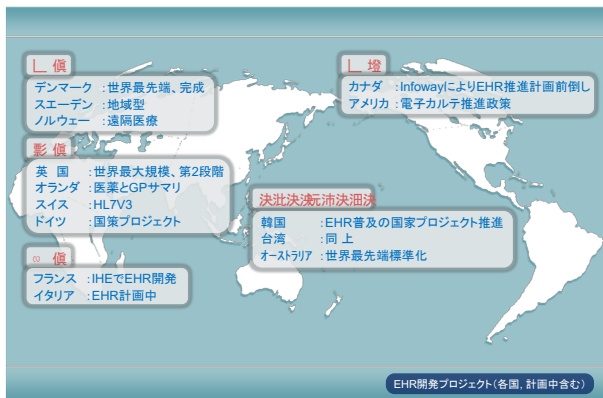 乚 傊
デンマーク :世界最先端、完成
スエーデン :地域型
ノルウェー :遠隔医療
影 傊
英 国 :世界最大規模、第2段階
オランダ :医薬とGPサマリ
スイス :HL7V3
ドイツ :国策プロジェクト
∞ 傊
フランス :IHEでEHR開発
イタリア :EHR計画中
乚 墱
カナダ :InfowayによりEHR推進計画前倒し
アメリカ :電子カルテ推進政策
韓国 :EHR普及の国家プロジェクト推進
台湾 :同 上
オーストラリア :世界最先端標準化
EHR開発プロジェクト(各国, 計画中含む)